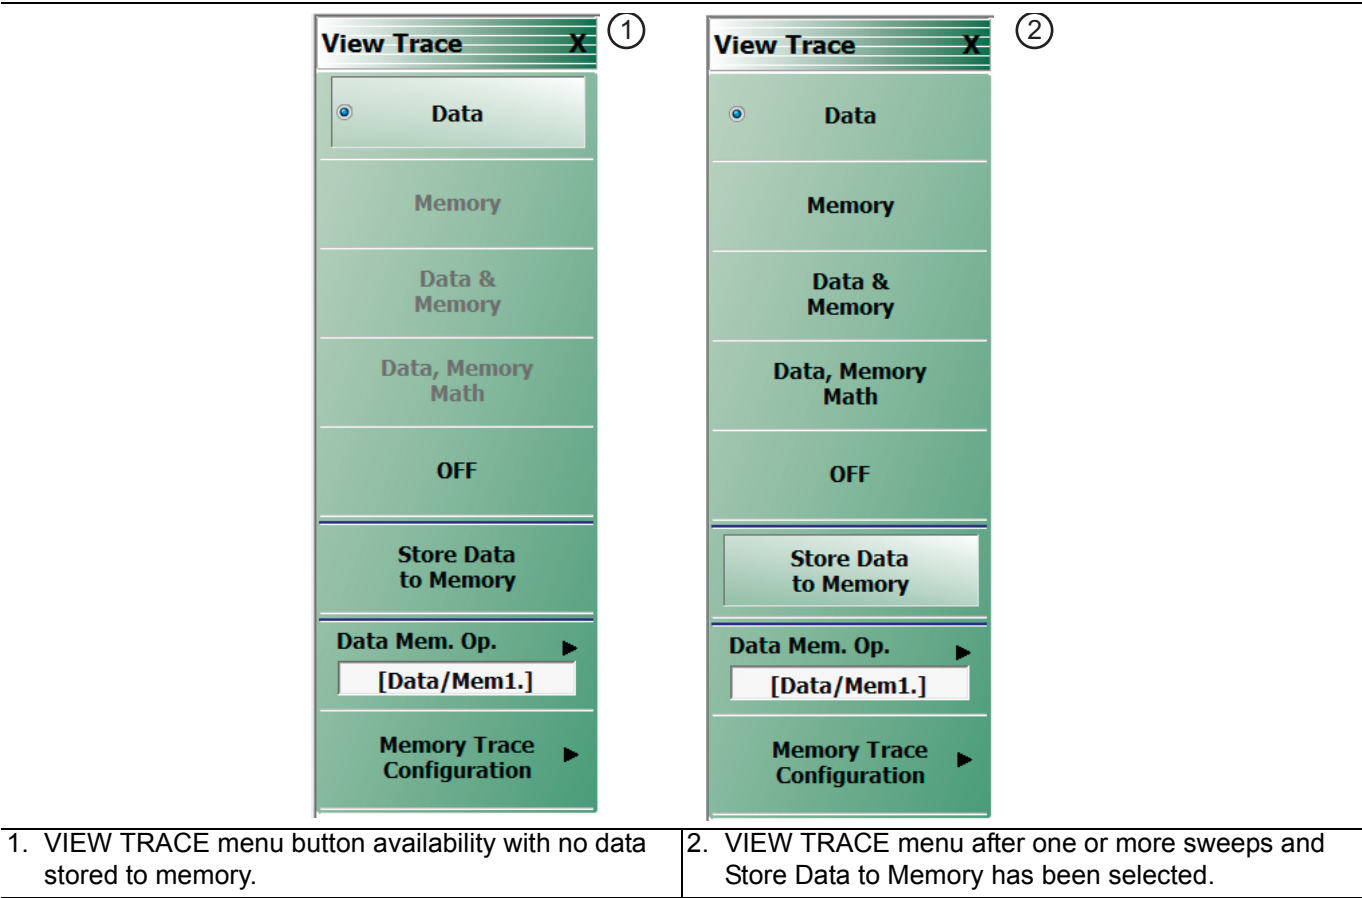 View Trace X
1
Data
Memory
Data &
Memory
Data, Memory
Math
OFF
Store Data
to Memory
Data Mem. Op.
[Data/Mem1.]
Memory Trace
Configuration
View Trace X
2
Data
Memory
Data &
Memory
Data, Memory
Math
OFF
Store Data
to Memory
Data Mem. Op.
[Data/Mem1.]
Memory Trace
Configuration
1. VIEW TRACE menu button availability with no data
stored to memory.
2. VIEW TRACE menu after one or more sweeps and
Store Data to Memory has been selected.